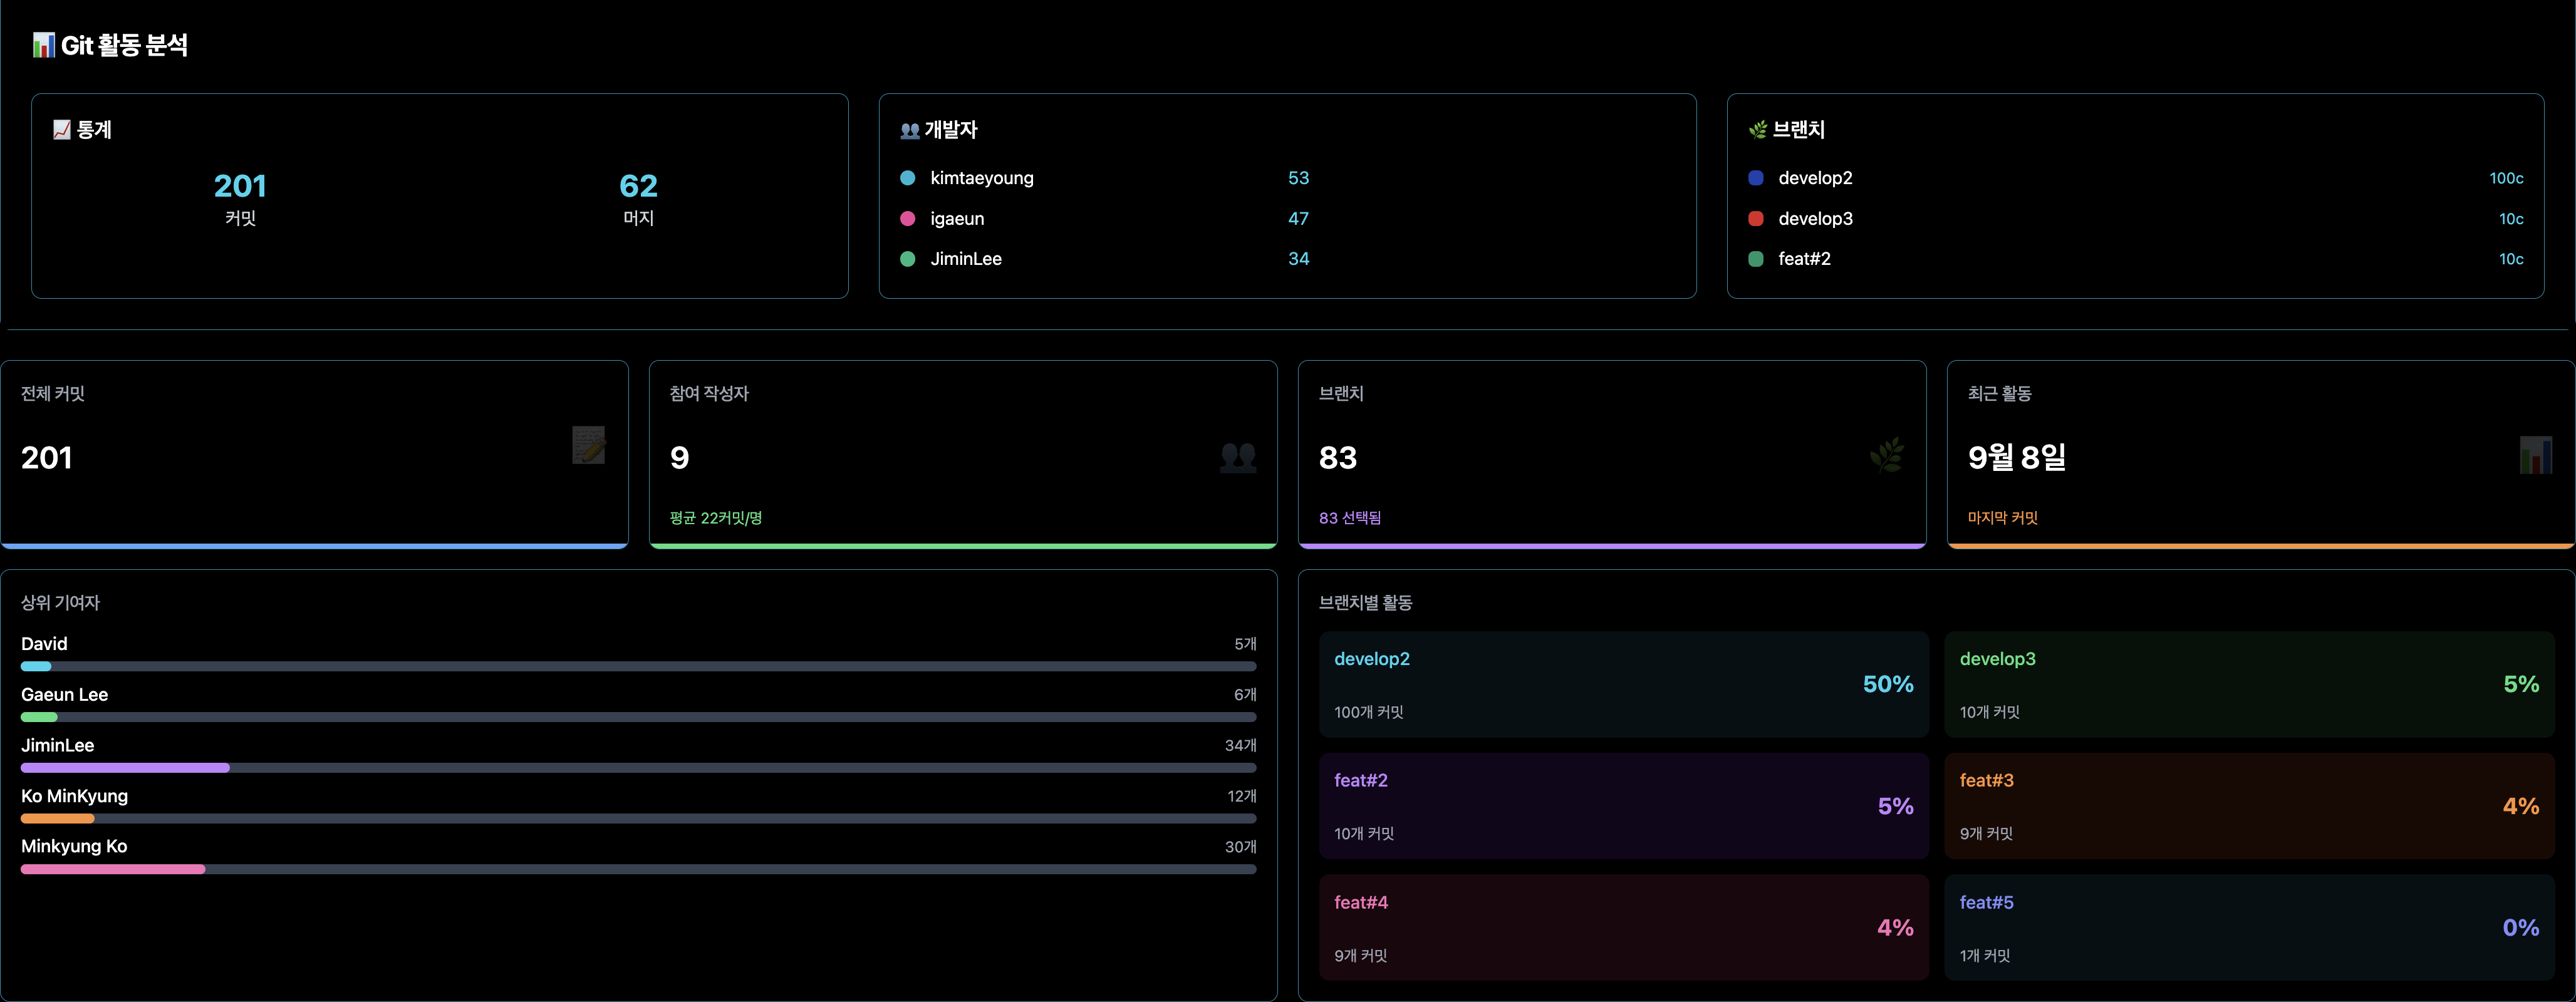 📊 Git 활동 분석
📈 통계
201
커밋
62
머지
👥 개발자
kimtaeyoung 53
igaeun 47
JiminLee 34
🌿 브랜치
develop2 100c
develop3 10c
feat#2 10c
전체 커밋
201
참여 작성자
9
평균 22커밋/명
브랜치
83
83 선택됨
최근 활동
9월 8일
마지막 커밋
상위 기여자
David 5개
Gaeun Lee 6개
JiminLee 34개
Ko MinKyung 12개
Minkyung Ko 30개
브랜치별 활동
develop2
50%
100개 커밋
develop3
5%
10개 커밋
feat#2
5%
10개 커밋
feat#3
4%
9개 커밋
feat#4
4%
9개 커밋
feat#5
0%
1개 커밋